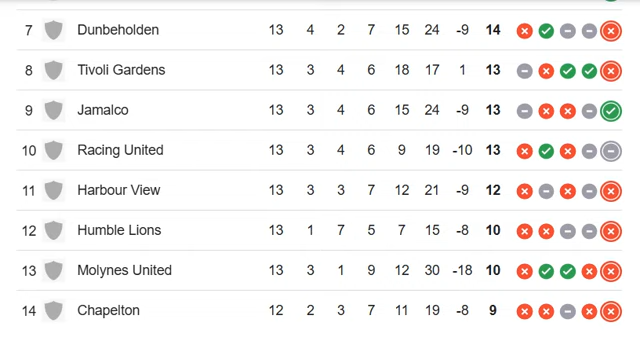 7 Dunbeholden 13 4 2 7 15 24 -9 14
8 Tivoli Gardens 13 3 4 6 18 17 1 13
9 Jamalco 13 3 4 6 15 24 -9 13
10 Racing United 13 3 4 6 9 19 -10 13
11 Harbour View 13 3 3 7 12 21 -9 12
12 Humble Lions 13 1 7 5 7 15 -8 10
13 Molynes United 13 3 1 9 12 30 -18 10
14 Chapelton 12 2 3 7 11 19 -8 9